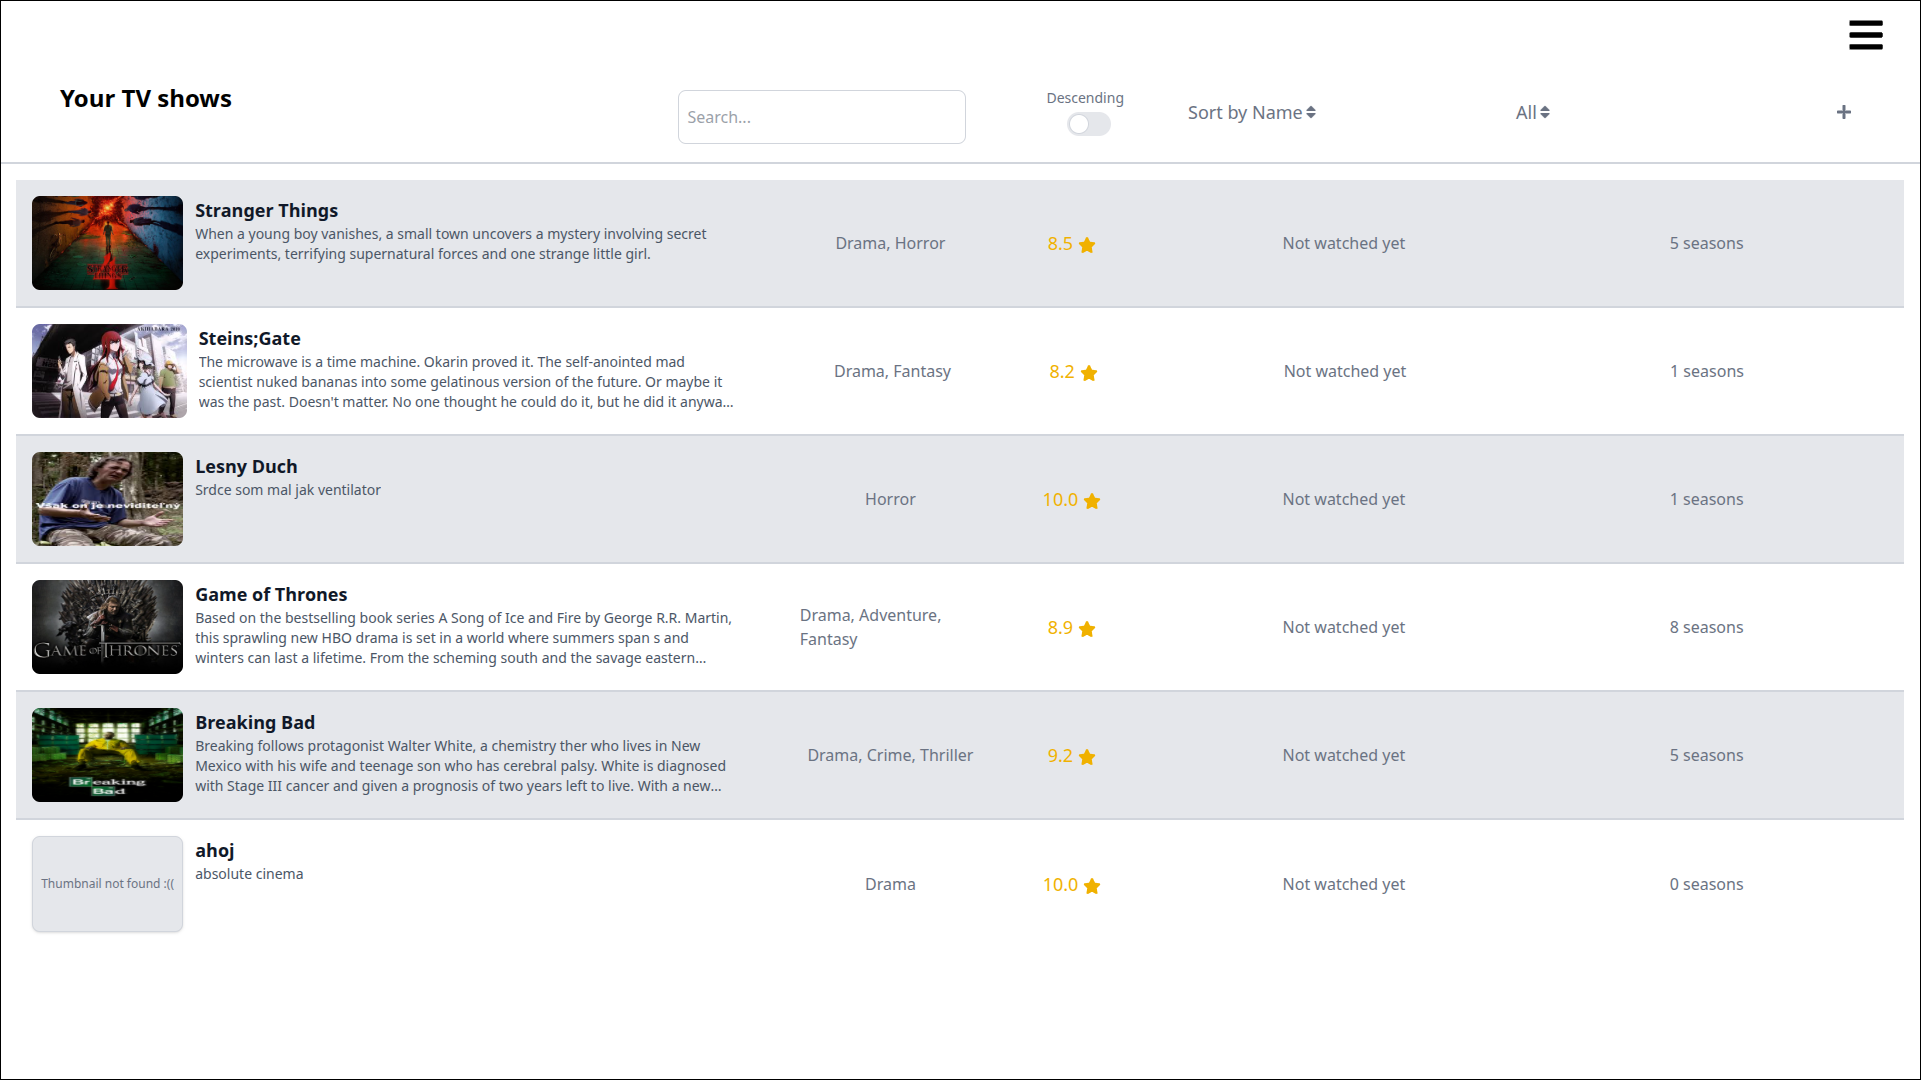 Your TV shows
Search...
Descending
Sort by Name
All
+
STRANGER
THINGS
Stranger Things
When a young boy vanishes, a small town uncovers a mystery involving secret
experiments, terrifying supernatural forces and one strange little girl.
Drama, Horror
8.5
Not watched yet
5 seasons
Steins;Gate
The microwave is a time machine. Okarin proved it. The self-anointed mad
scientist nuked bananas into some gelatinous version of the future. Or maybe it
was the past. Doesn't matter. No one thought he could do it, but he did it anywa...
Drama, Fantasy
8.2
Not watched yet
1 seasons
Však on je neviditeľný
Lesny Duch
Srdce som mal jak ventilator
Horror
10.0
Not watched yet
1 seasons
GAME OF THRONES
Game of Thrones
Based on the bestselling book series A Song of Ice and Fire by George R.R. Martin,
this sprawling new HBO drama is set in a world where summers span s and
winters can last a lifetime. From the scheming south and the savage eastern...
Drama, Adventure,
Fantasy
8.9
Not watched yet
8 seasons
Breaking
Bad
Breaking Bad
Breaking follows protagonist Walter White, a chemistry ther who lives in New
Mexico with his wife and teenage son who has cerebral palsy. White is diagnosed
with Stage III cancer and given a prognosis of two years left to live. With a new...
Drama, Crime, Thriller
9.2
Not watched yet
5 seasons
Thumbnail not found :((
ahoj
absolute cinema
Drama
10.0
Not watched yet
0 seasons